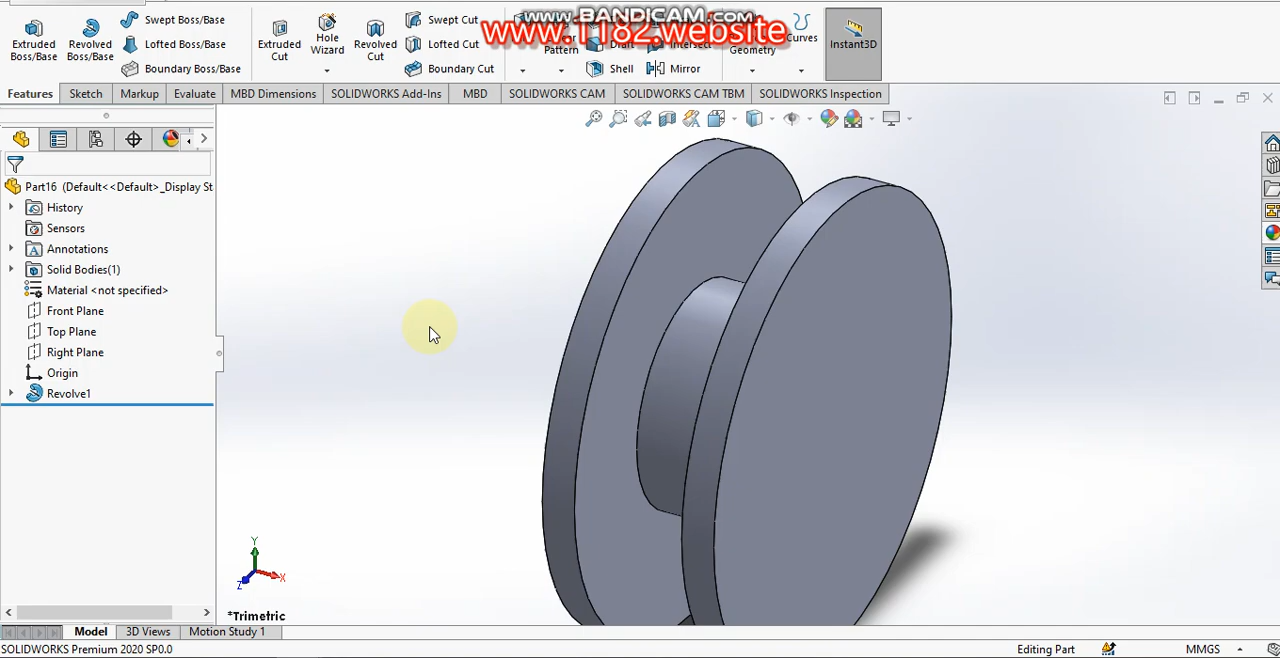 www.BANDICAM.com
www.1182.website
Extruded Boss/Base
Revolved Boss/Base
Swept Boss/Base
Lofted Boss/Base
Boundary Boss/Base
Extruded Cut
Hole Wizard
Revolved Cut
Swept Cut
Lofted Cut
Boundary Cut
Pattern
Draft
Shell
Intersect
Mirror
Geometry
Curves
Instant3D
Features
Sketch
Markup
Evaluate
MBD Dimensions
SOLIDWORKS Add-Ins
MBD
SOLIDWORKS CAM
SOLIDWORKS CAM TBM
SOLIDWORKS Inspection
Part16 (Default<<Default>_Display St
History
Sensors
Annotations
Solid Bodies(1)
Material <not specified>
Front Plane
Top Plane
Right Plane
Origin
Revolve1
Y
Z
X
*Trimetric
Model
3D Views
Motion Study 1
SOLIDWORKS Premium 2020 SP0.0
Editing Part
MMGS